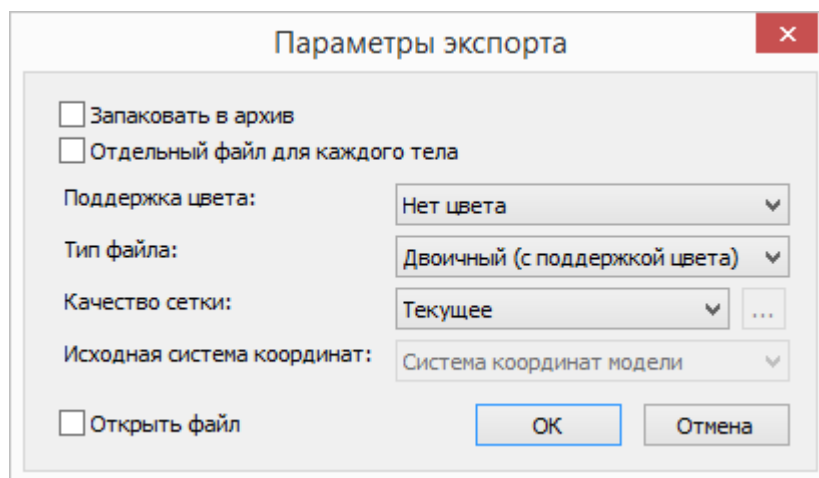 Параметры экспорта
Запаковать в архив
Отдельный файл для каждого тела
Поддержка цвета: Нет цвета
Тип файла: Двоичный (с поддержкой цвета)
Качество сетки: Текущее ...
Исходная система координат: Система координат модели
Открыть файл OK Отмена